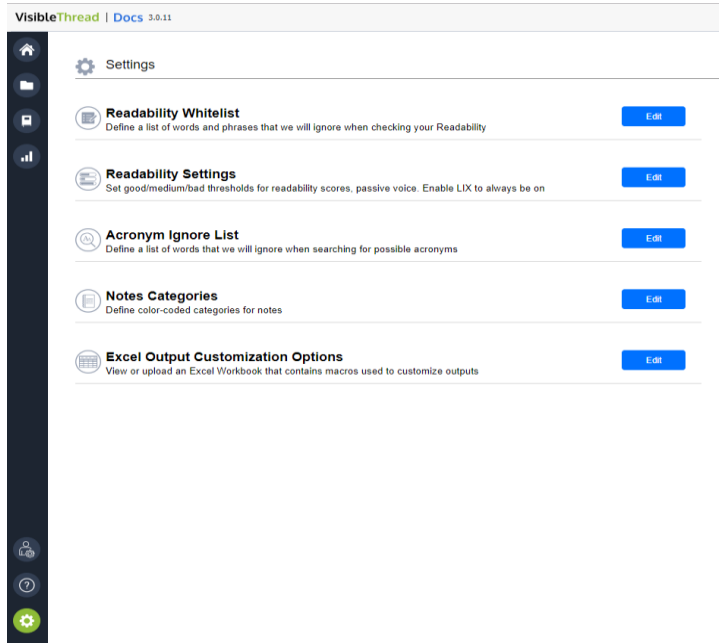 VisibleThread | Docs 3.0.11
Settings
Readability Whitelist
Define a list of words and phrases that we will ignore when checking your Readability
Edit
Readability Settings
Set good/medium/bad thresholds for readability scores, passive voice. Enable LIX to always be on
Edit
Acronym Ignore List
Define a list of words that we will ignore when searching for possible acronyms
Edit
Notes Categories
Define color-coded categories for notes
Edit
Excel Output Customization Options
View or upload an Excel Workbook that contains macros used to customize outputs
Edit
?